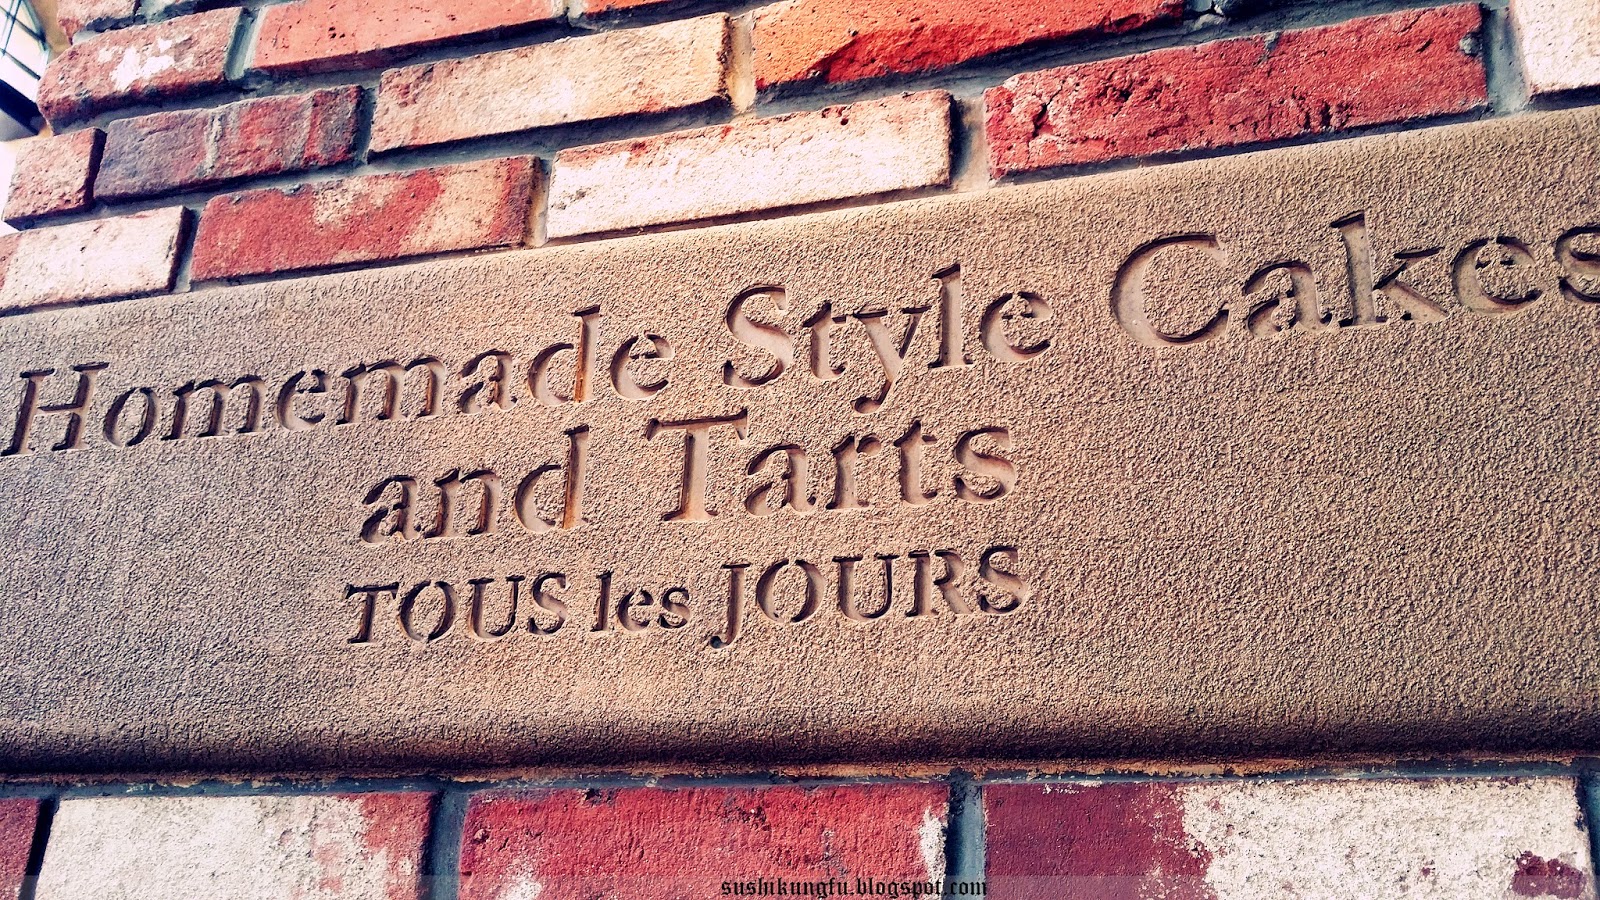 Homemade Style Cakes
and Tarts
TOUS les JOURS
sushikungfu.blogspot.com